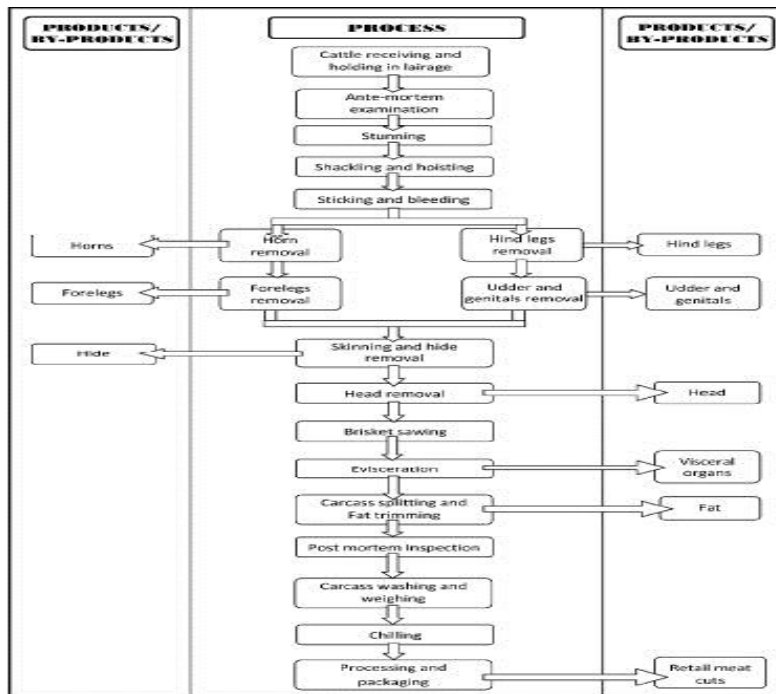 PRODUCTS/
BY-PRODUCTS
PROCESS
PRODUCTS/
BY-PRODUCTS
Cattle receiving and
holding in lairage
Ante-mortem
examination
Stunning
Shackling and hoisting
Sticking and bleeding
Horns
Horn
removal
Hind legs
removal
Hind legs
Forelegs
Forelegs
removal
Udder and
genitals removal
Udder and
genitals
Hide
Skinning and hide
removal
Head removal
Head
Brisket sawing
Evisceration
Visceral
organs
Carcass splitting and
Fat trimming
Fat
Post mortem Inspection
Carcass washing and
weighing
Chilling
Processing and
packaging
Retail meat
cuts